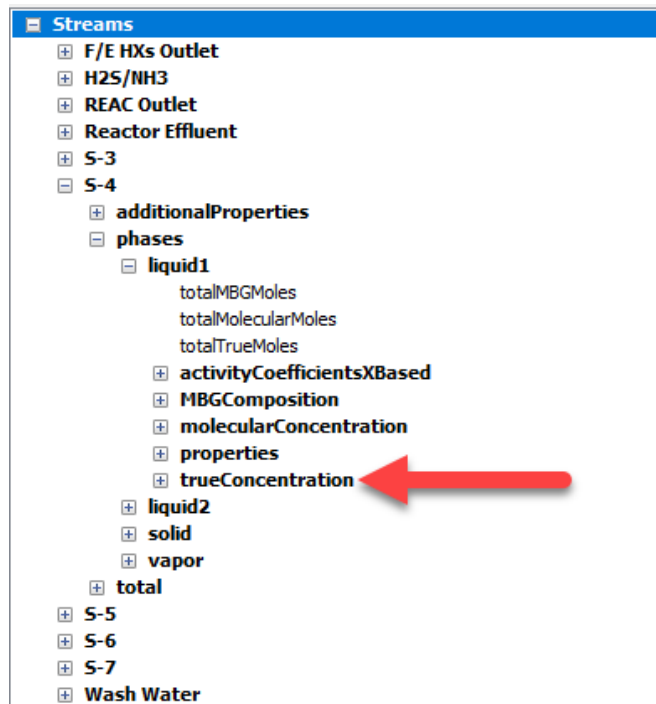 Streams
F/E HXs Outlet
H2S/NH3
REAC Outlet
Reactor Effluent
S-3
S-4
additionalProperties
phases
liquid1
totalMBGMoles
totalMolecularMoles
totalTrueMoles
activityCoefficientsXBased
MBGComposition
molecularConcentration
properties
trueConcentration
liquid2
solid
vapor
total
S-5
S-6
S-7
Wash Water